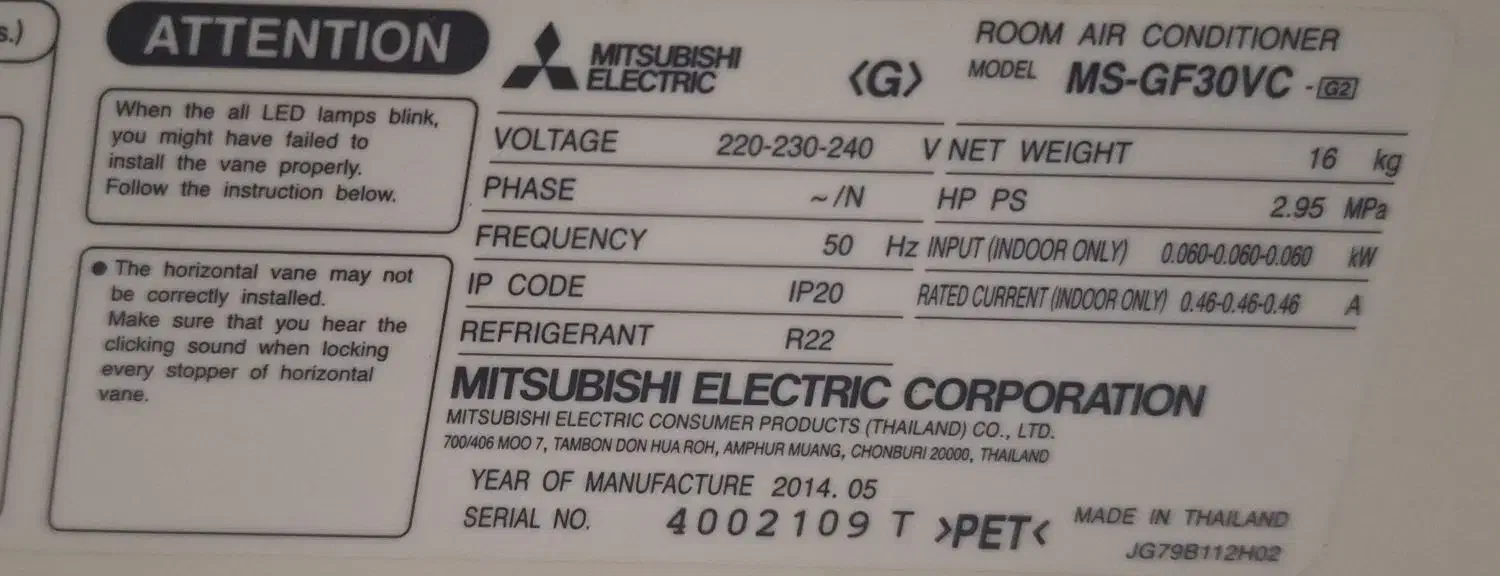 s.)
ATTENTION
When the all LED lamps blink,
you might have failed to
install the vane properly.
Follow the instruction below.
● The horizontal vane may not
be correctly installed.
Make sure that you hear the
clicking sound when locking
every stopper of horizontal
vane.
MITSUBISHI
ELECTRIC
<G>
ROOM AIR CONDITIONER
MODEL MS-GF30VC - G2
VOLTAGE 220-230-240 V
PHASE ~/N
FREQUENCY 50 Hz
IP CODE IP20
REFRIGERANT R22
NET WEIGHT 16 kg
HP PS 2.95 MPa
INPUT (INDOOR ONLY) 0.060-0.060-0.060 kW
RATED CURRENT (INDOOR ONLY) 0.46-0.46-0.46 A
MITSUBISHI ELECTRIC CORPORATION
MITSUBISHI ELECTRIC CONSUMER PRODUCTS (THAILAND) CO., LTD.
700/406 MOO 7, TAMBON DON HUA ROH, AMPHUR MUANG, CHONBURI 20000, THAILAND
YEAR OF MANUFACTURE 2014. 05
SERIAL NO. 4002109 T
>PET<
MADE IN THAILAND
JG79B112H02